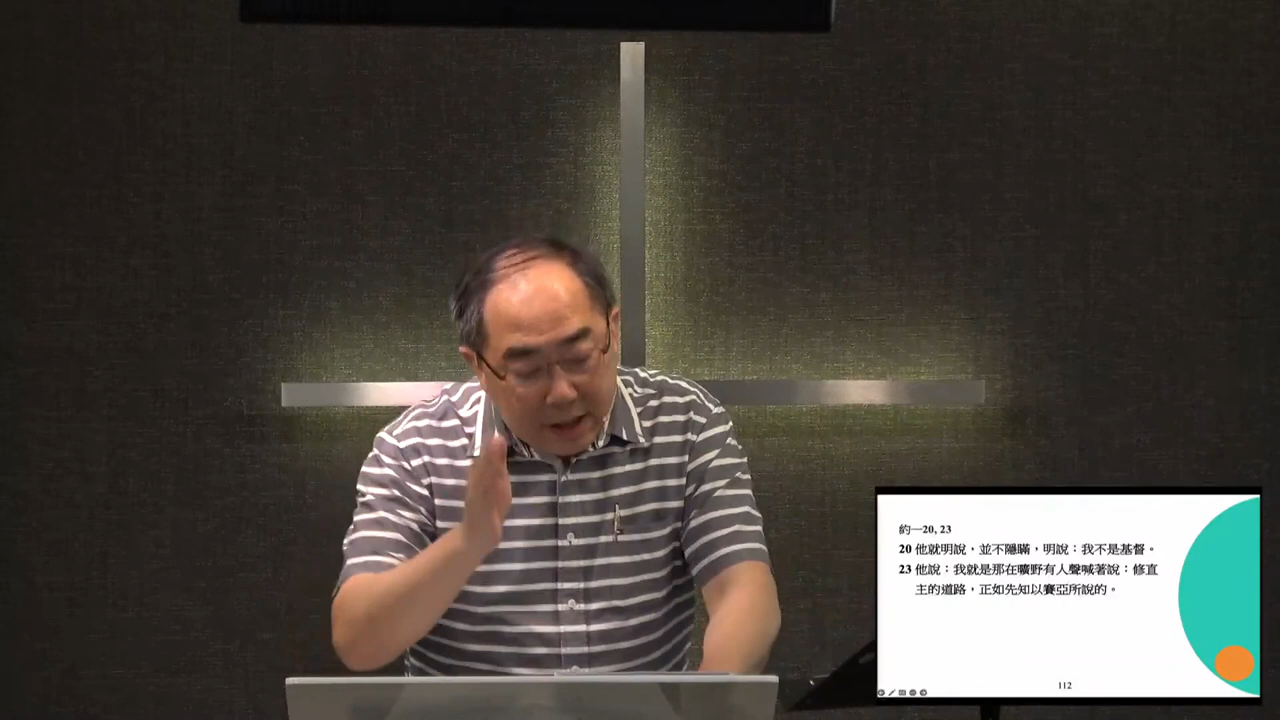 約一20, 23
20 他就明說，並不隱瞞，明說：我不是基督。
23 他說：我就是那在曠野有人聲喊著說：修直
主的道路，正如先知以賽亞所說的。
112